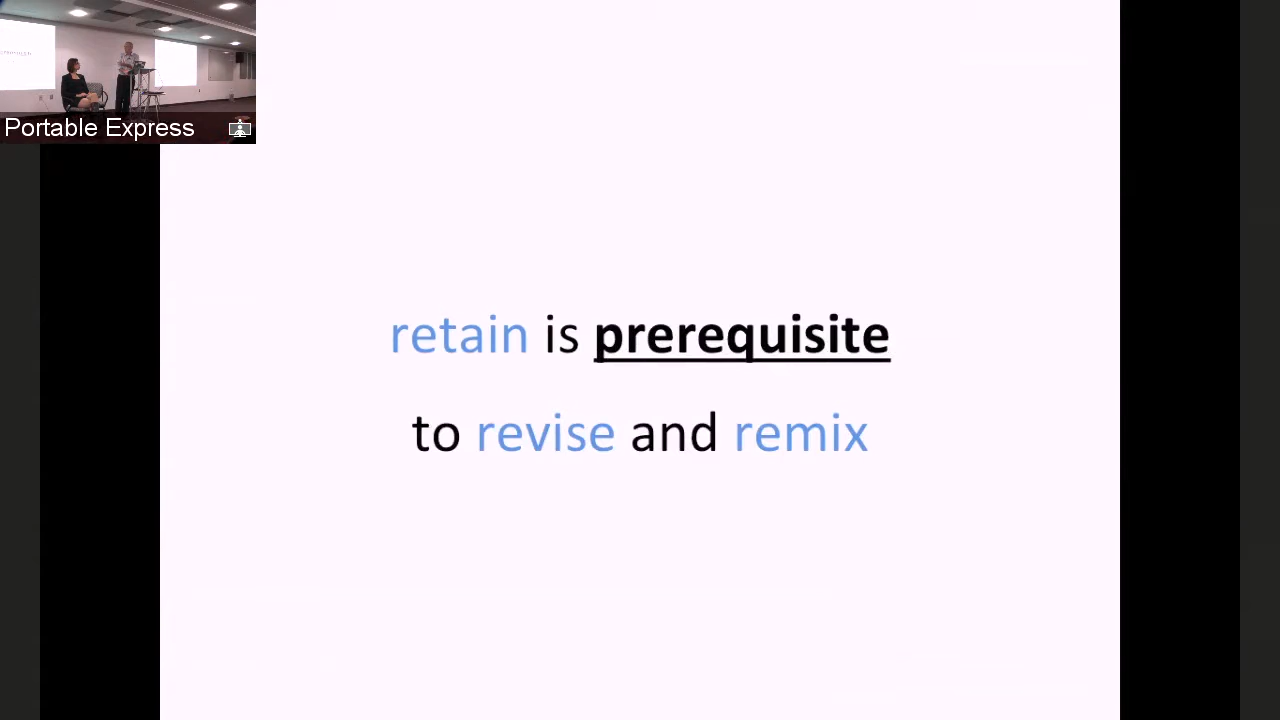 Portable Express
retain is prerequisite
to revise and remix